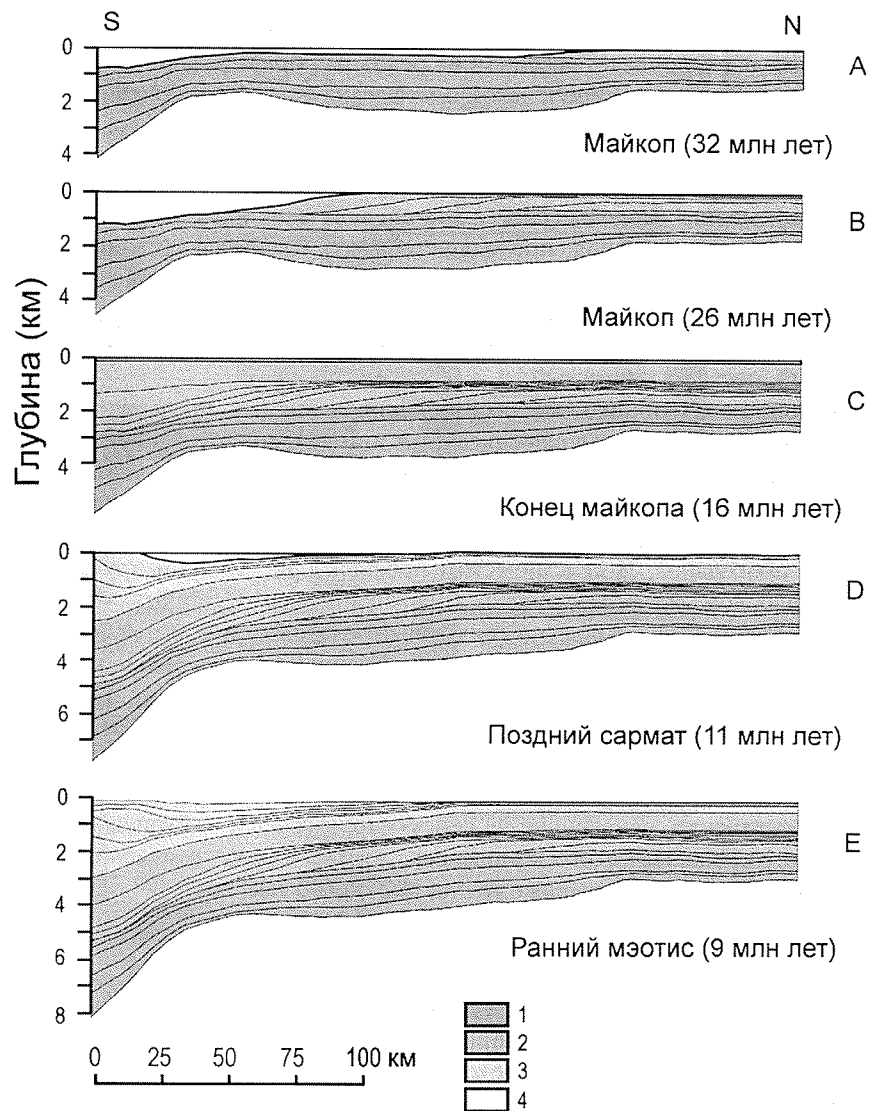 S N
0
2
4
A
Майкоп (32 млн лет)
0
2
4
B
Майкоп (26 млн лет)
Глубина (км)
0
2
4
C
Конец майкопа (16 млн лет)
0
2
4
6
D
Поздний сармат (11 млн лет)
0
2
4
6
8
E
Ранний мэотис (9 млн лет)
1
2
3
4
0 25 50 75 100 км